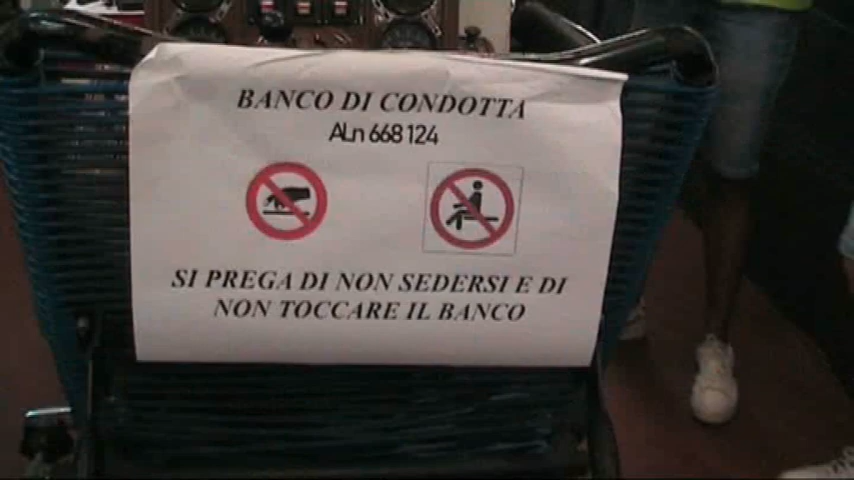 BANCO DI CONDOTTA
ALn 668 124
SI PREGA DI NON SEDERSI E DI
NON TOCCARE IL BANCO